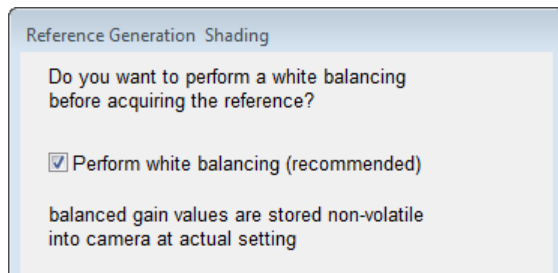 Reference Generation Shading
Do you want to perform a white balancing
before acquiring the reference?
Perform white balancing (recommended)
balanced gain values are stored non-volatile
into camera at actual setting